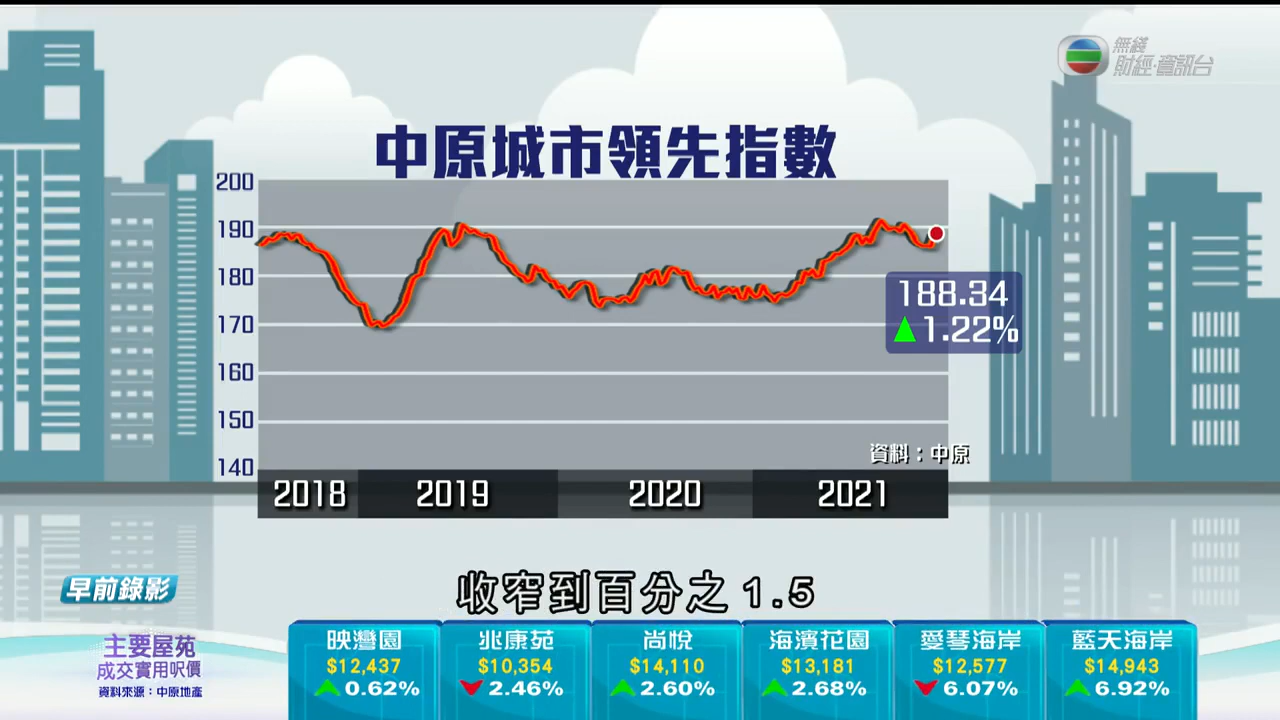 無綫
財經·資訊台
中原城市領先指數
200
190
180
170
160
150
140
188.34
▲1.22%
資料：中原
2018 2019 2020 2021
收窄到百分之1.5
早前錄影
主要屋苑
成交實用呎價
資料來源：中原地產
映灣園
$12,437
0.62%
兆康苑
$10,354
2.46%
尚悅
$14,110
2.60%
海濱花園
$13,181
2.68%
愛琴海岸
$12,577
6.07%
藍天海岸
$14,943
6.92%